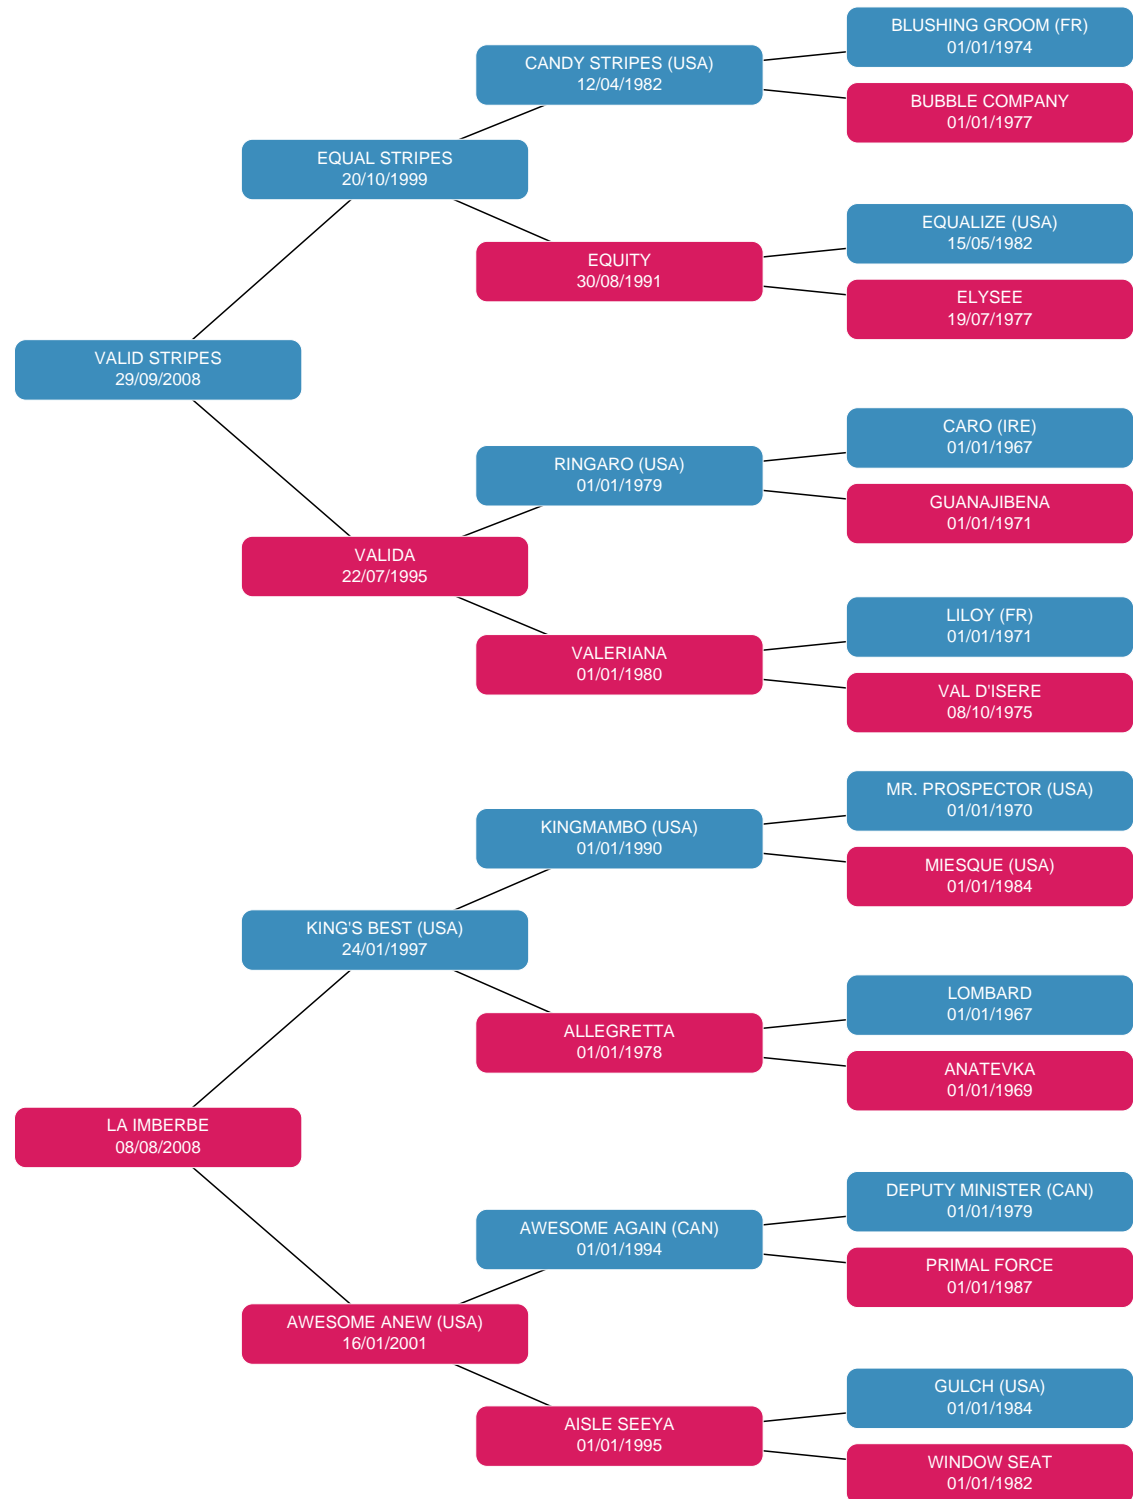 BLUSHING GROOM (FR)
01/01/1974
CANDY STRIPES (USA)
12/04/1982
BUBBLE COMPANY
01/01/1977
EQUAL STRIPES
20/10/1999
EQUALIZE (USA)
15/05/1982
EQUITY
30/08/1991
ELYSEE
19/07/1977
VALID STRIPES
29/09/2008
CARO (IRE)
01/01/1967
RINGARO (USA)
01/01/1979
GUANAJIBENA
01/01/1971
VALIDA
22/07/1995
LILOY (FR)
01/01/1971
VALERIANA
01/01/1980
VAL D'ISERE
08/10/1975
MR. PROSPECTOR (USA)
01/01/1970
KINGMAMBO (USA)
01/01/1990
MIESQUE (USA)
01/01/1984
KING'S BEST (USA)
24/01/1997
LOMBARD
01/01/1967
ALLEGRETTA
01/01/1978
ANATEVKA
01/01/1969
LA IMBERBE
08/08/2008
DEPUTY MINISTER (CAN)
01/01/1979
AWESOME AGAIN (CAN)
01/01/1994
PRIMAL FORCE
01/01/1987
AWESOME ANEW (USA)
16/01/2001
GULCH (USA)
01/01/1984
AISLE SEEYA
01/01/1995
WINDOW SEAT
01/01/1982